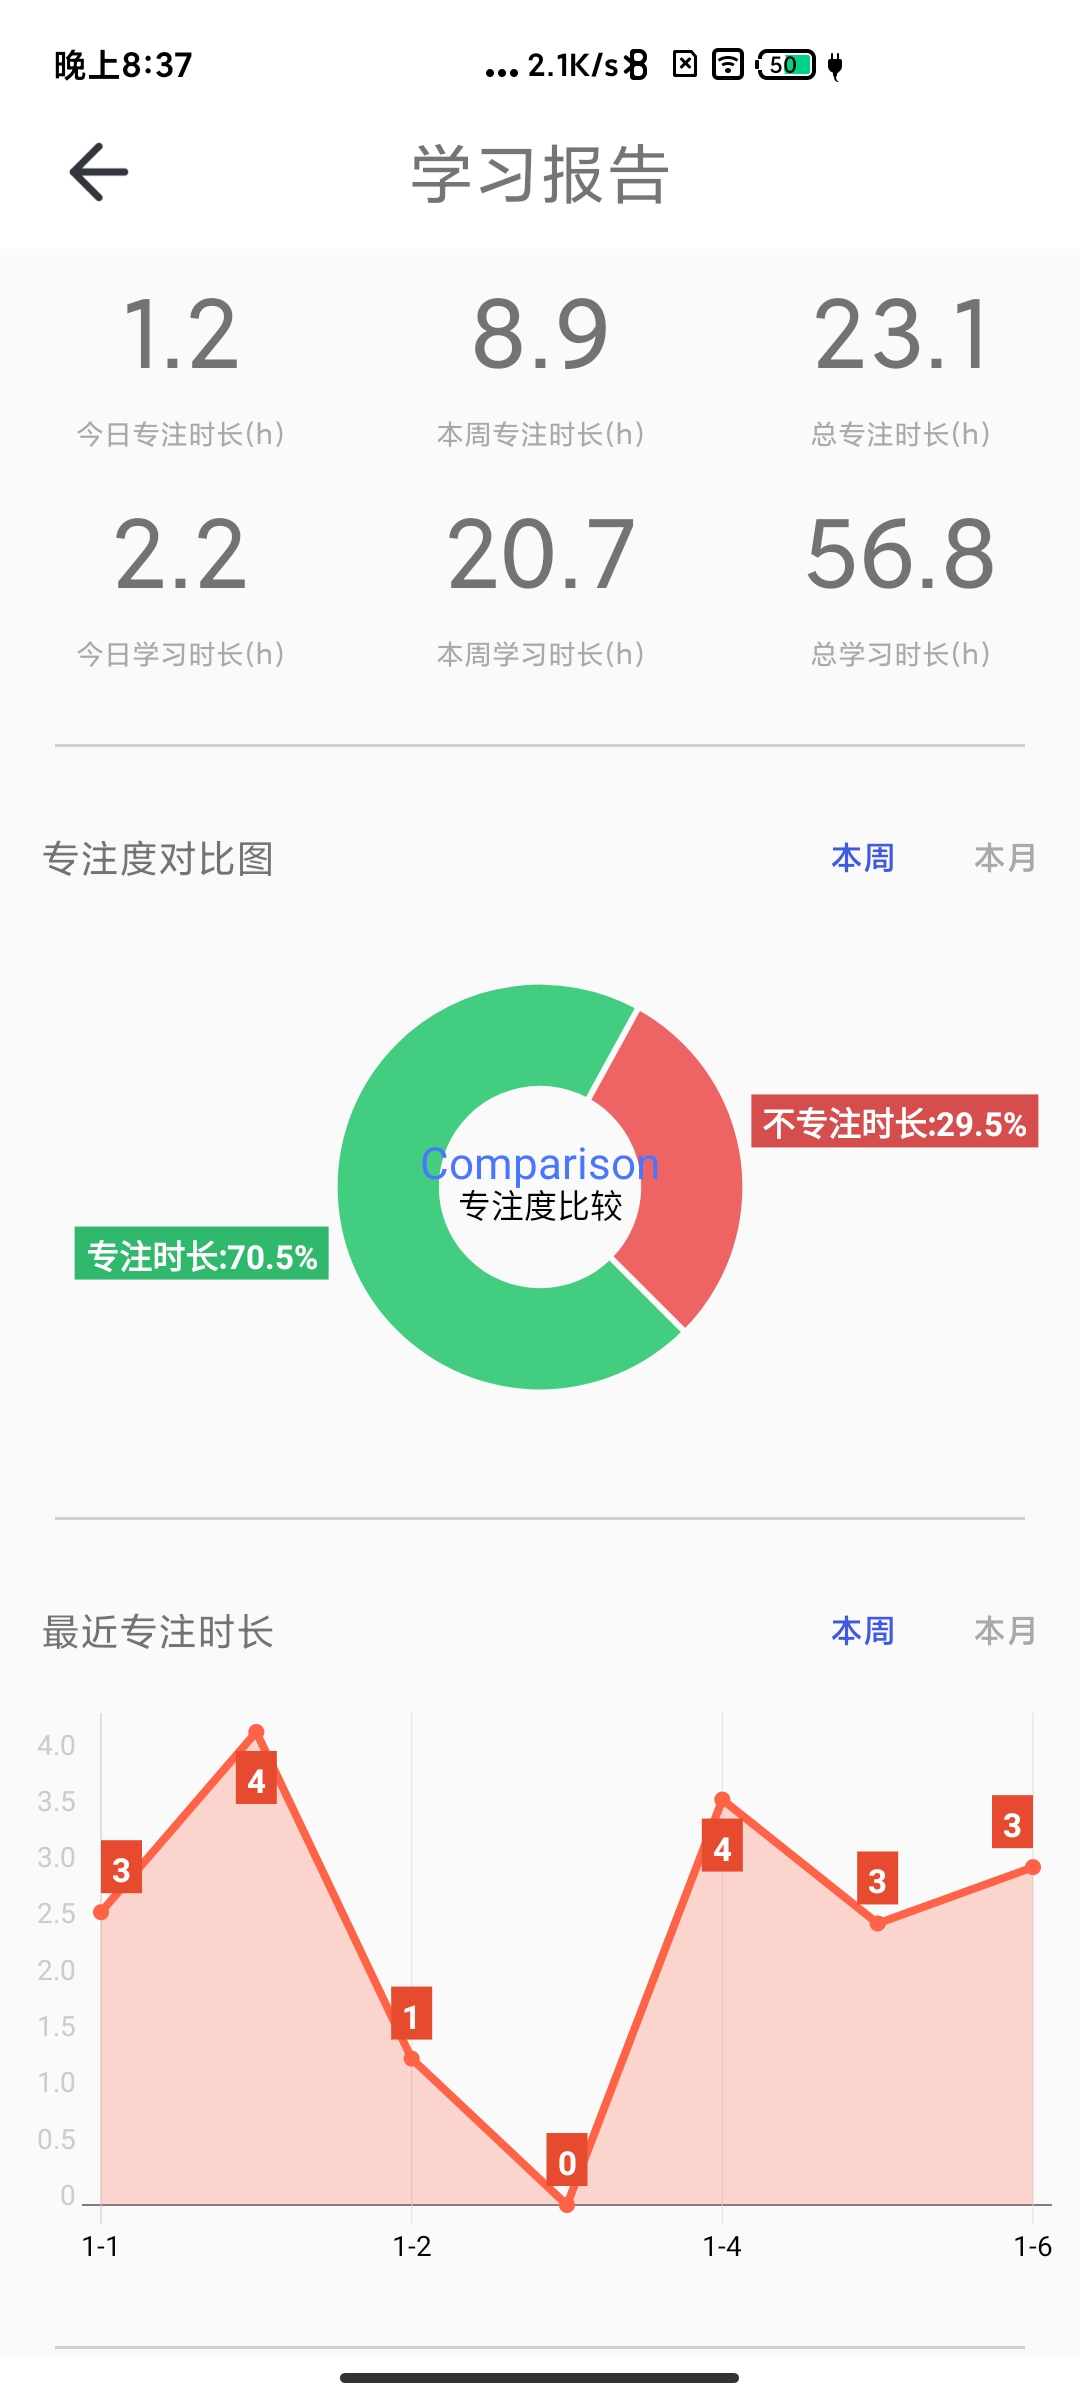 晚上8:37
... 2.1K/s
50
学习报告
1.2 8.9 23.1
今日专注时长(h) 本周专注时长(h) 总专注时长(h)
2.2 20.7 56.8
今日学习时长(h) 本周学习时长(h) 总学习时长(h)
专注度对比图 本周 本月
不专注时长:29.5%
Comparison
专注度比较
专注时长:70.5%
最近专注时长 本周 本月
4.0
4
3.5
3
4
3.0
3
3
2.5
2.0
1
1.5
1.0
0.5
0
0
1-1 1-2 1-4 1-6